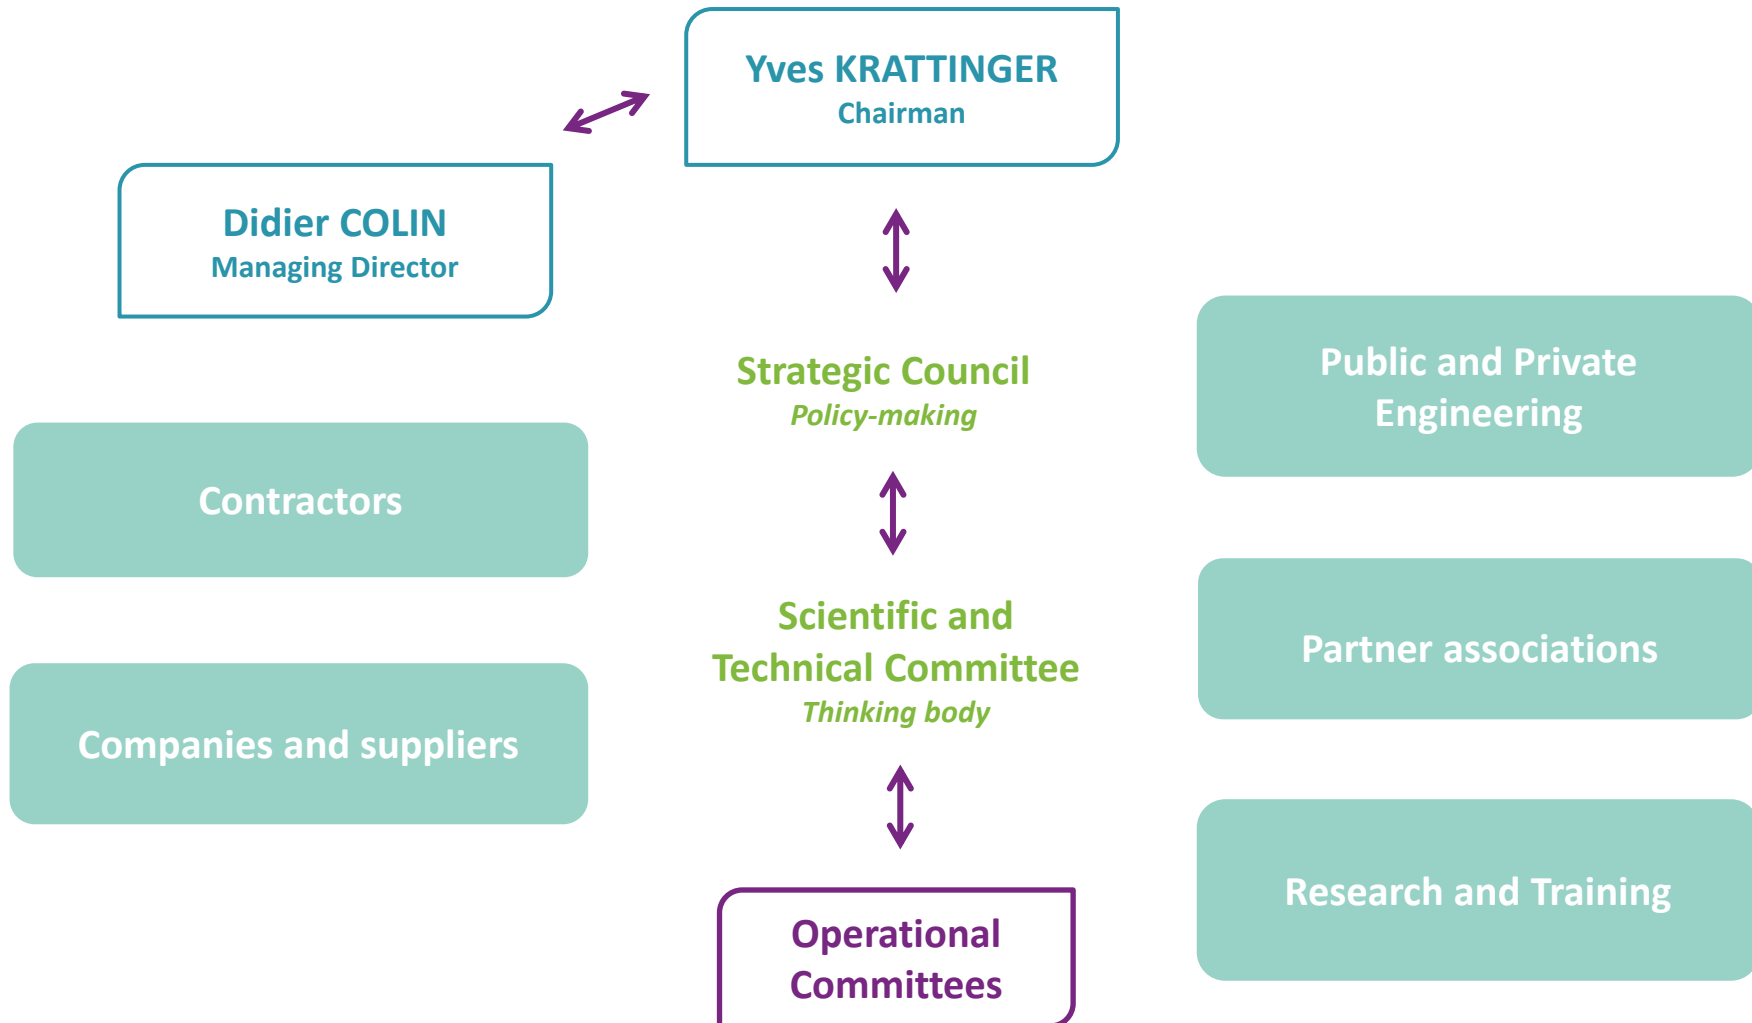 Yves KRATTINGER
Chairman
Didier COLIN
Managing Director
Strategic Council
Policy-making
Public and Private
Engineering
Contractors
Scientific and
Technical Committee
Thinking body
Partner associations
Companies and suppliers
Research and Training
Operational
Committees